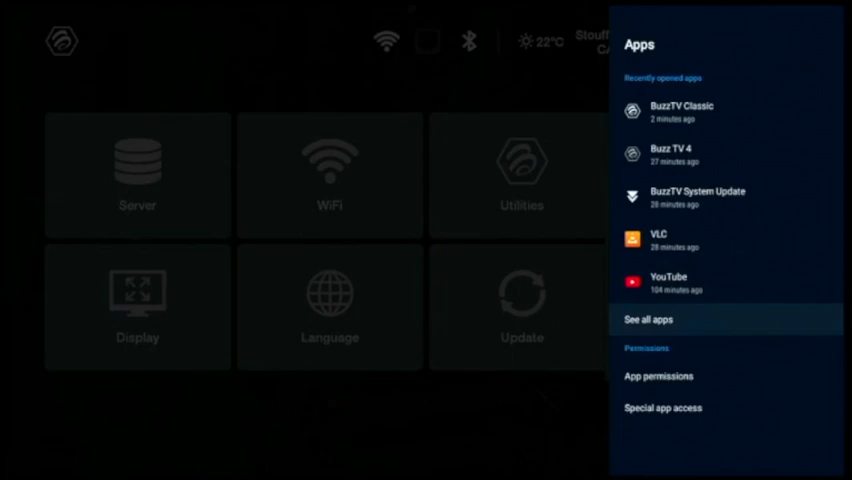 22°C
Stouff
CA
Server
WiFi
Utilities
Display
Language
Update
Apps
Recently opened apps
BuzzTV Classic
2 minutes ago
Buzz TV 4
27 minutes ago
BuzzTV System Update
28 minutes ago
VLC
28 minutes ago
YouTube
104 minutes ago
See all apps
Permissions
App permissions
Special app access